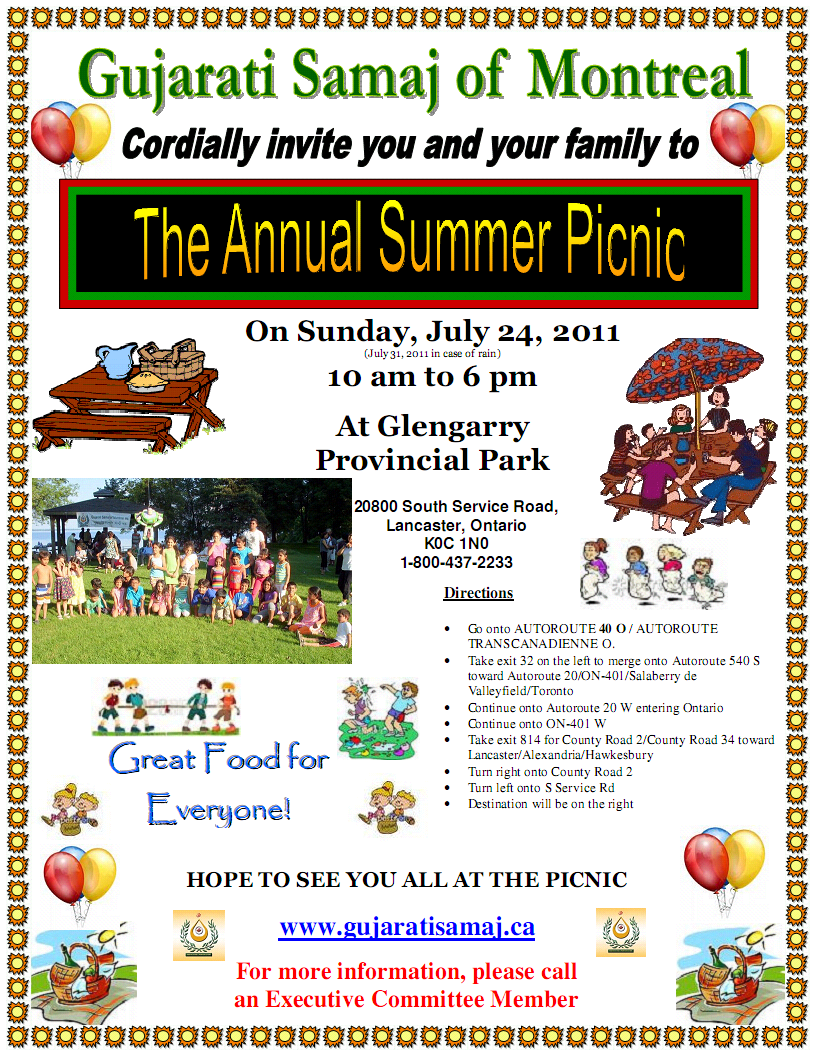 Gujarati Samaj of Montreal
Cordially invite you and your family to
The Annual Summer Picnic
On Sunday, July 24, 2011
(July 31, 2011 in case of rain)
10 am to 6 pm
At Glengarry
Provincial Park
20800 South Service Road,
Lancaster, Ontario
K0C 1N0
1-800-437-2233
Directions
• Go onto AUTOROUTE 40 O / AUTOROUTE
TRANSCANADIENNE O.
• Take exit 32 on the left to merge onto Autoroute 540 S
toward Autoroute 20/ON-401/Salaberry de
Valleyfield/Toronto
• Continue onto Autoroute 20 W entering Ontario
• Continue onto ON-401 W
• Take exit 814 for County Road 2/County Road 34 toward
Lancaster/Alexandria/Hawkesbury
• Turn right onto County Road 2
• Turn left onto S Service Rd
• Destination will be on the right
Great Food for
Everyone!
HOPE TO SEE YOU ALL AT THE PICNIC
www.gujaratisamaj.ca
For more information, please call
an Executive Committee Member